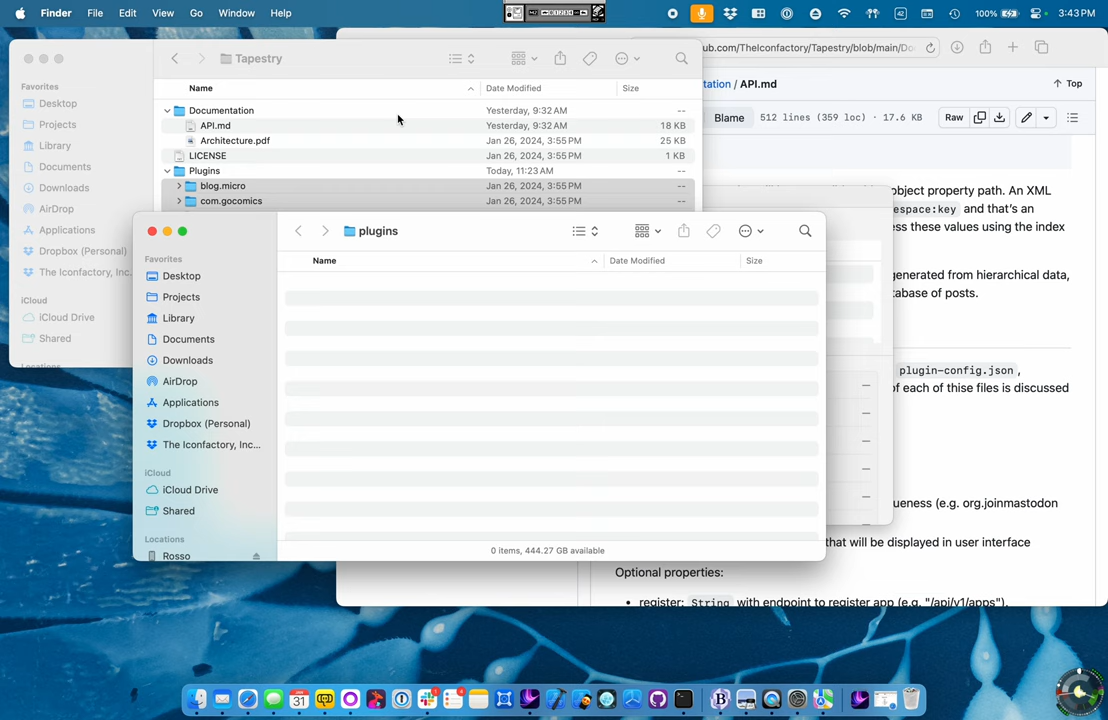 Finder File Edit View Go Window Help
42 100% 3:43 PM
Favorites
Desktop
Projects
Library
Documents
Downloads
AirDrop
Applications
Dropbox (Personal)
The Iconfactory, Inc.
iCloud
iCloud Drive
Shared
Tapestry
Name Date Modified Size
Documentation Yesterday, 9:32 AM --
API.md Yesterday, 9:32 AM 18 KB
Architecture.pdf Jan 26, 2024, 3:55 PM 25 KB
LICENSE Jan 26, 2024, 3:55 PM 1 KB
Plugins Today, 11:23 AM --
blog.micro Jan 26, 2024, 3:55 PM --
com.gocomics Jan 26, 2024, 3:55 PM --
ub.com/TheIconfactory/Tapestry/blob/main/Do
tation / API.md Top
Blame 512 lines (359 loc) · 17.6 KB Raw
object property path. An XML
espace:key and that's an
ess these values using the index
generated from hierarchical data,
tabase of posts.
plugin-config.json ,
of each of thise files is discussed
ueness (e.g. org.joinmastodon
that will be displayed in user interface
Optional properties:
• register: String with endpoint to register app (e.g. "/api/v1/apps").
plugins
Name Date Modified Size
Favorites
Desktop
Projects
Library
Documents
Downloads
AirDrop
Applications
Dropbox (Personal)
The Iconfactory, Inc...
iCloud
iCloud Drive
Shared
Locations
Rosso
0 items, 444.27 GB available
31